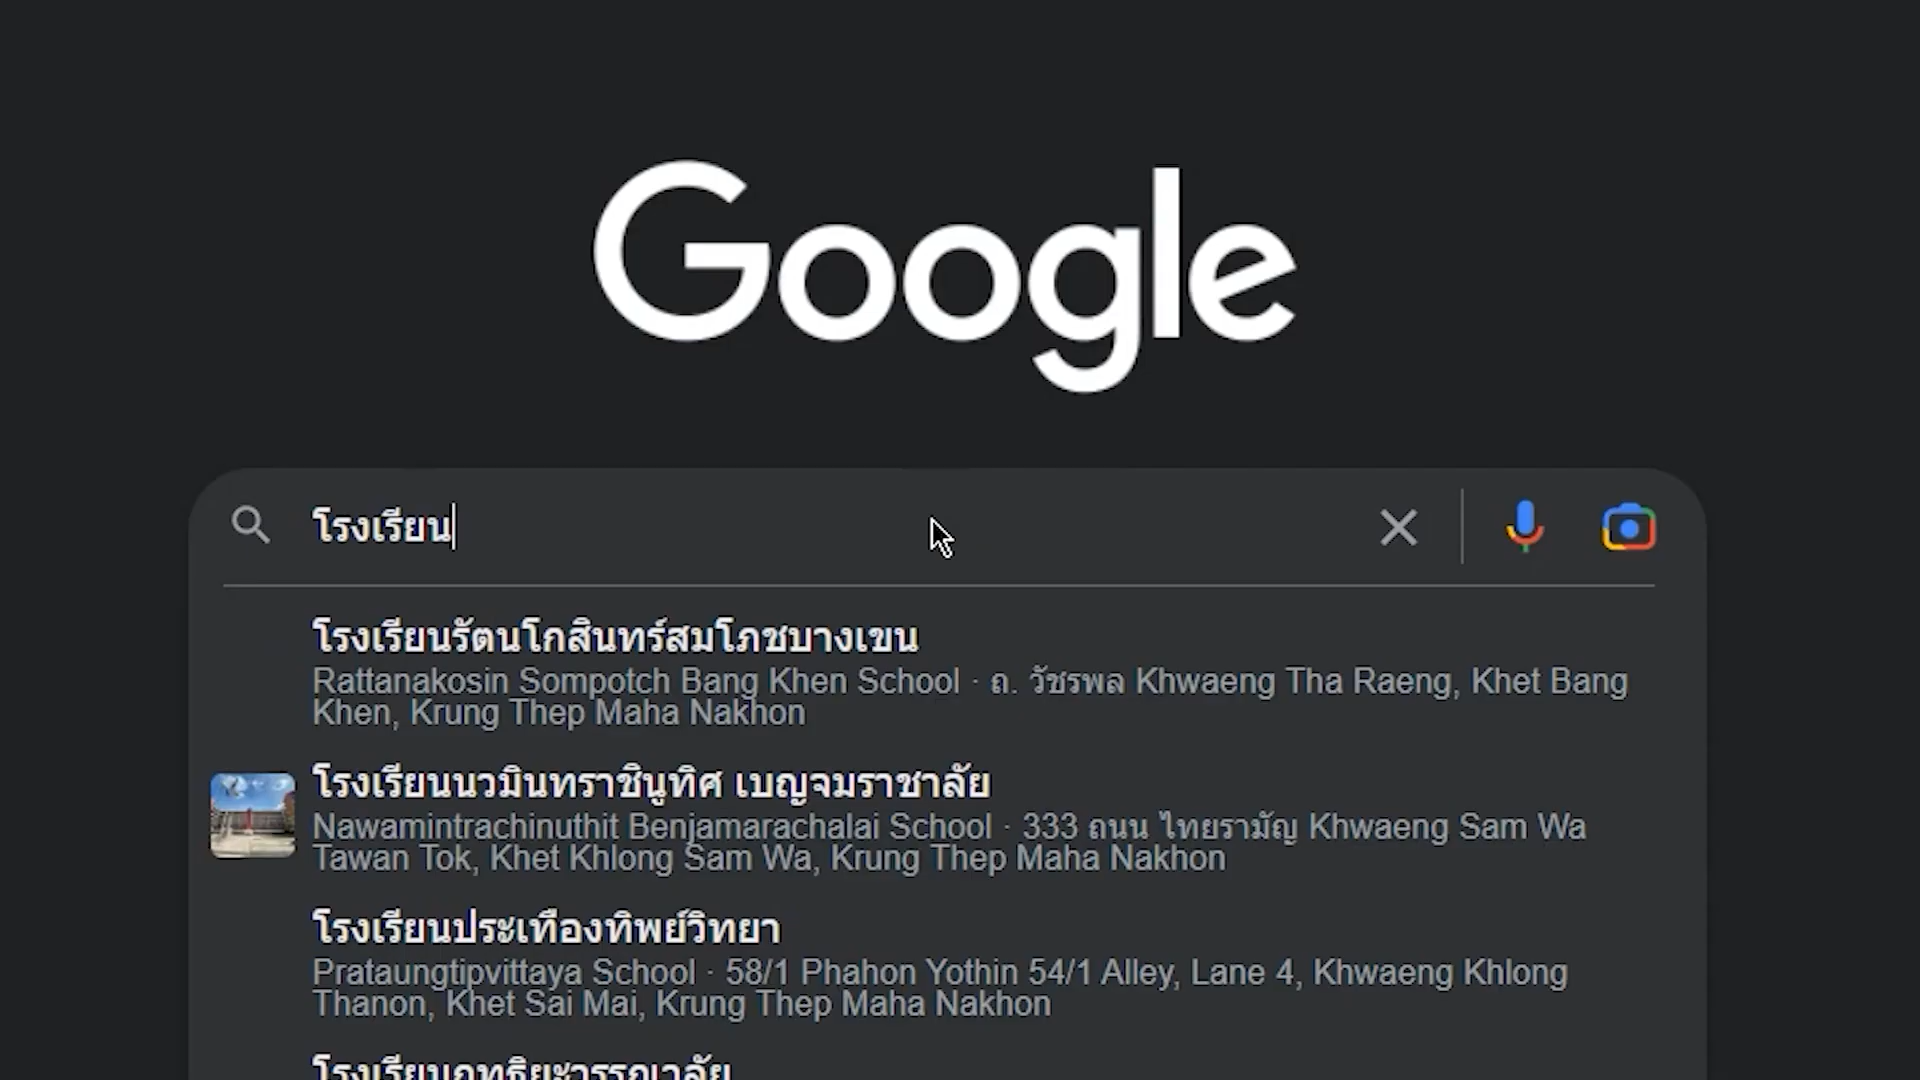 Google
โรงเรียน
โรงเรียนรัตนโกสินทร์สมโภชบางเขน
Rattanakosin Sompotch Bang Khen School · ถ. วัชรพล Khwaeng Tha Raeng, Khet Bang
Khen, Krung Thep Maha Nakhon
โรงเรียนนวมินทราชินูทิศ เบญจมราชาลัย
Nawamintrachinuthit Benjamarachalai School · 333 ถนน ไทยรามัญ Khwaeng Sam Wa
Tawan Tok, Khet Khlong Sam Wa, Krung Thep Maha Nakhon
โรงเรียนประเทืองทิพย์วิทยา
Prataungtipvittaya School · 58/1 Phahon Yothin 54/1 Alley, Lane 4, Khwaeng Khlong
Thanon, Khet Sai Mai, Krung Thep Maha Nakhon